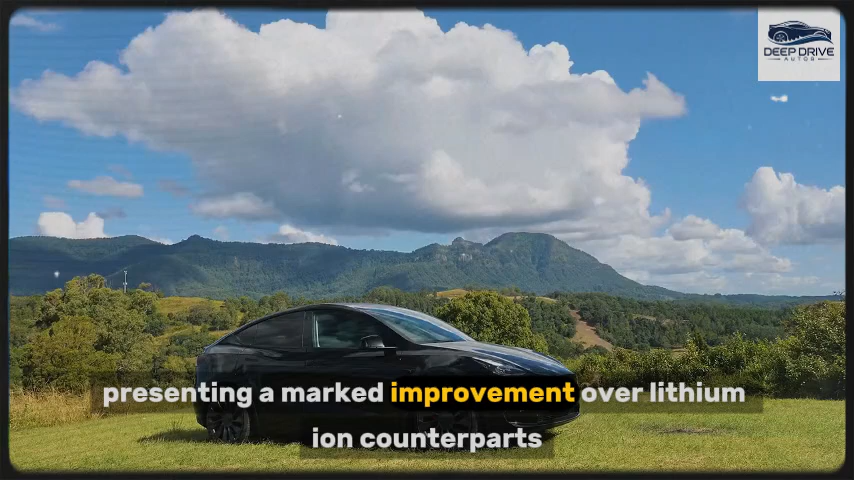 DEEP DRIVE
AUTOS
presenting a marked improvement over lithium
ion counterparts